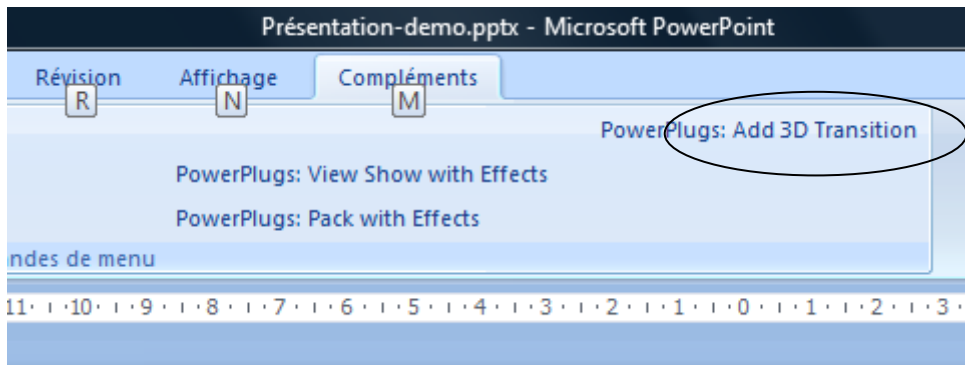 Présentation-demo.pptx - Microsoft PowerPoint
Révision Affichage Compléments
R N M
PowerPlugs: Add 3D Transition
PowerPlugs: View Show with Effects
PowerPlugs: Pack with Effects
ndes de menu
11 · 10 · 9 · 8 · 7 · 6 · 5 · 4 · 3 · 2 · 1 · 0 · 1 · 2 · 3 ·